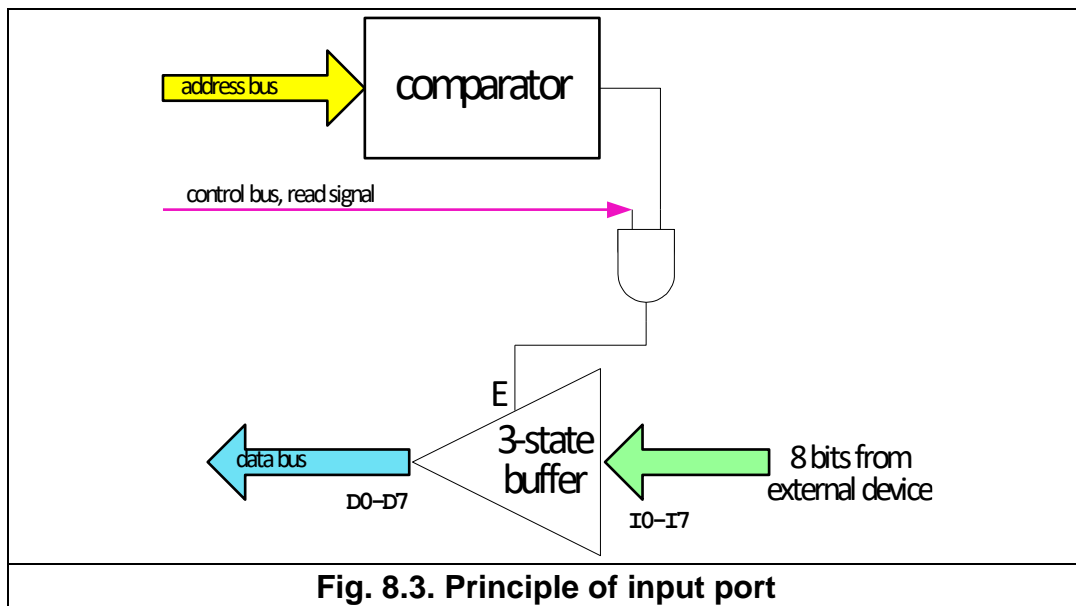 address bus
comparator
control bus, read signal
E
3-state
buffer
data bus
D0-D7
8 bits from
external device
I0-I7
Fig. 8.3. Principle of input port